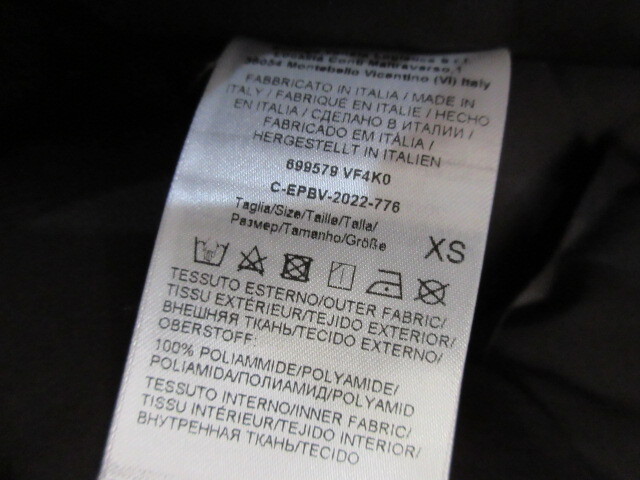 36054 Montebello Vicentino (VI) Italy
FABBRICATO IN ITALIA / MADE IN
ITALY / FABRIQUÉ EN ITALIE / HECHO
EN ITALIA / СДЕЛАНО В ИТАЛИИ /
FABRICADO EM ITÁLIA /
HERGESTELLT IN ITALIEN
699579 VF4K0
C-EPBV-2022-776
Taglia/Size/Taille/Talla/
Размер/Tamanho/Größe
XS
TESSUTO ESTERNO/OUTER FABRIC/
TISSU EXTÉRIEUR/TEJIDO EXTERIOR/
ВНЕШНЯЯ ТКАНЬ/TECIDO EXTERNO/
OBERSTOFF:
100% POLIAMMIDE/POLYAMIDE/
POLIAMIDA/ПОЛИАМИД/POLYAMID
TESSUTO INTERNO/INNER FABRIC/
TISSU INTÉRIEUR/TEJIDO INTERIOR/
ВНУТРЕННАЯ ТКАНЬ/TECIDO